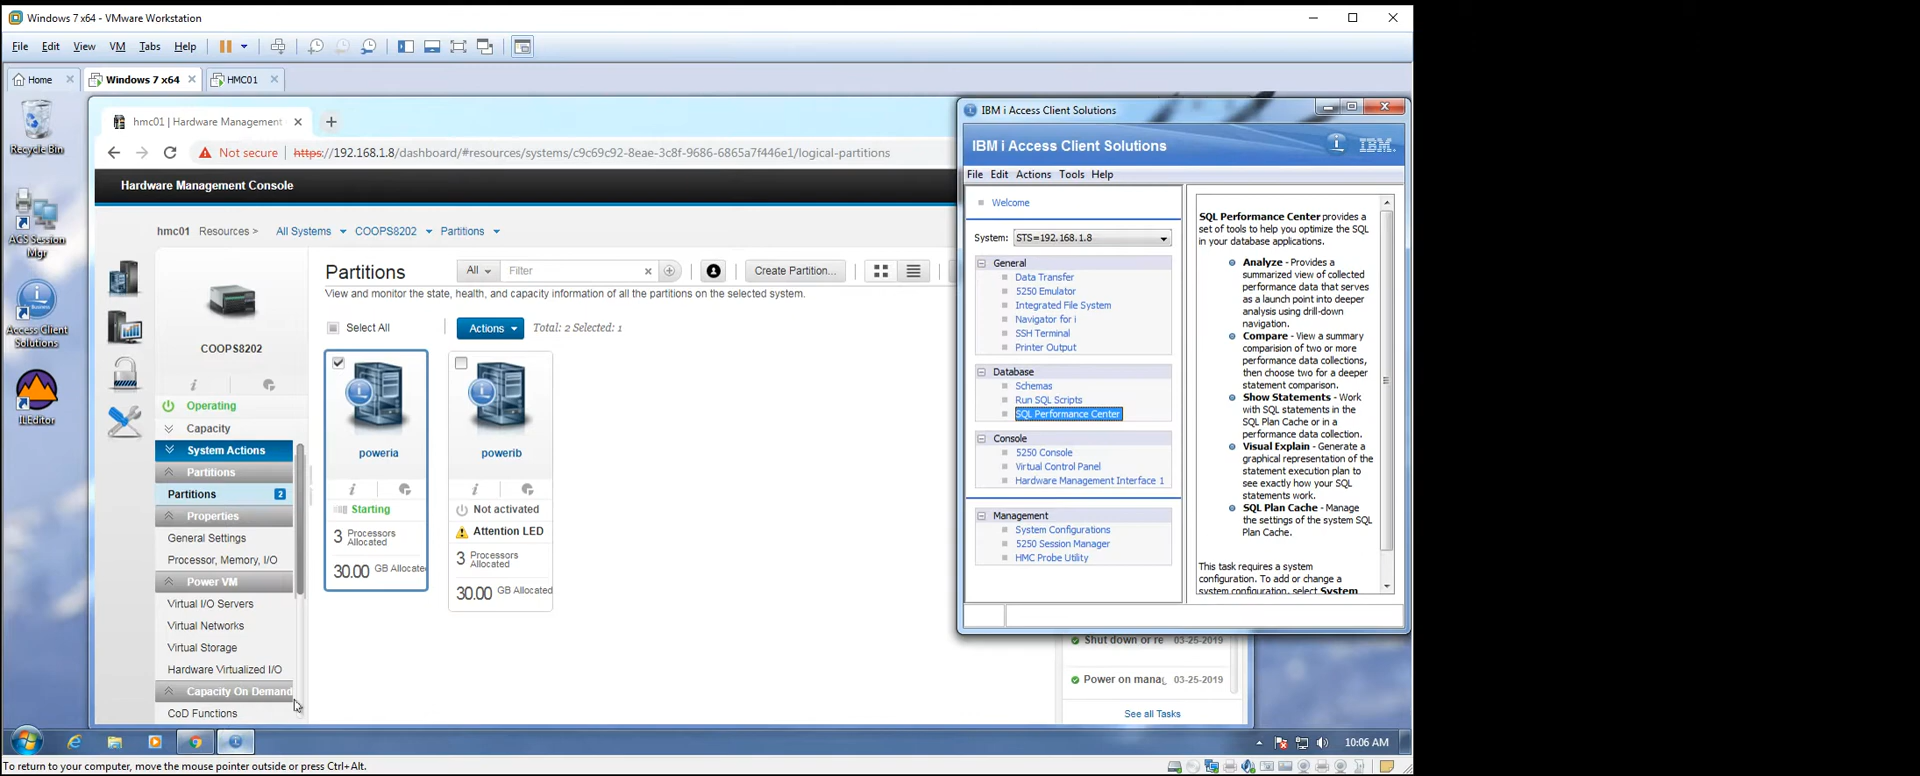 Windows 7 x64 - VMware Workstation
File Edit View VM Tabs Help
Home Windows 7 x64 HMC01
Recycle Bin
ACS Session
Mgr
Access Client
Solutions
ILEditor
hmc01 | Hardware Management
Not secure https://192.168.1.8/dashboard/#resources/systems/c9c69c92-8eae-3c8f-9686-6865a7f446e1/logical-partitions
Hardware Management Console
hmc01 Resources > All Systems COOPS8202 Partitions
COOPS8202
Operating
Capacity
System Actions
Partitions
Partitions 2
Properties
General Settings
Processor, Memory, I/O
Power VM
Virtual I/O Servers
Virtual Networks
Virtual Storage
Hardware Virtualized I/O
Capacity On Demand
CoD Functions
Partitions All Filter Create Partition...
View and monitor the state, health, and capacity information of all the partitions on the selected system.
Select All Actions Total: 2 Selected: 1
poweria
Starting
3 Processors
Allocated
30.00 GB Allocate
powerib
Not activated
Attention LED
3 Processors
Allocated
30.00 GB Allocated
IBM i Access Client Solutions
IBM i Access Client Solutions IBM.
File Edit Actions Tools Help
Welcome
System: STS=192.168.1.8
General
Data Transfer
5250 Emulator
Integrated File System
Navigator for i
SSH Terminal
Printer Output
Database
Schemas
Run SQL Scripts
SQL Performance Center
Console
5250 Console
Virtual Control Panel
Hardware Management Interface 1
Management
System Configurations
5250 Session Manager
HMC Probe Utility
SQL Performance Center provides a
set of tools to help you optimize the SQL
in your database applications.
Analyze - Provides a
summarized view of collected
performance data that serves
as a launch point into deeper
analysis using drill-down
navigation.
Compare - View a summary
comparision of two or more
performance data collections,
then choose two for a deeper
statement comparison.
Show Statements - Work
with SQL statements in the
SQL Plan Cache or in a
performance data collection.
Visual Explain - Generate a
graphical representation of the
statement execution plan to
see exactly how your SQL
statements work.
SQL Plan Cache - Manage
the settings of the system SQL
Plan Cache.
This task requires a system
configuration. To add or change a
system configuration, select System
Shut down or re 03-25-2019
Power on manag 03-25-2019
See all Tasks
10:06 AM
To return to your computer, move the mouse pointer outside or press Ctrl+Alt.